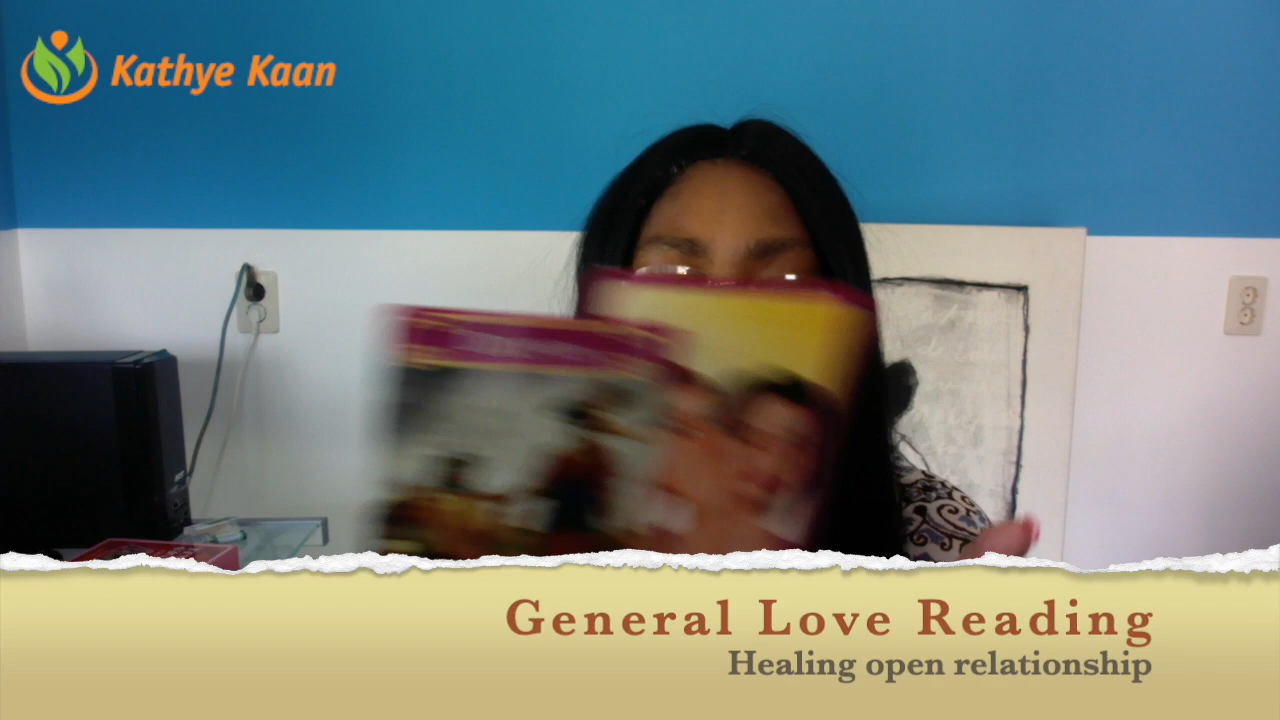 Kathye Kaan
General Love Reading
Healing open relationship